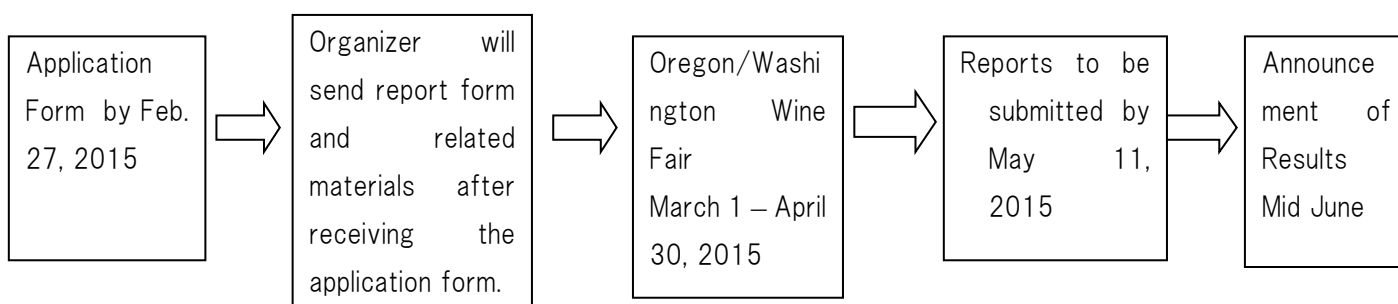 Application
Form by Feb.
27, 2015
Organizer will
send report form
and related
materials after
receiving the
application form.
Oregon/Washi
ngton Wine
Fair
March 1 – April
30, 2015
Reports to be
submitted by
May 11,
2015
Announce
ment of
Results
Mid June